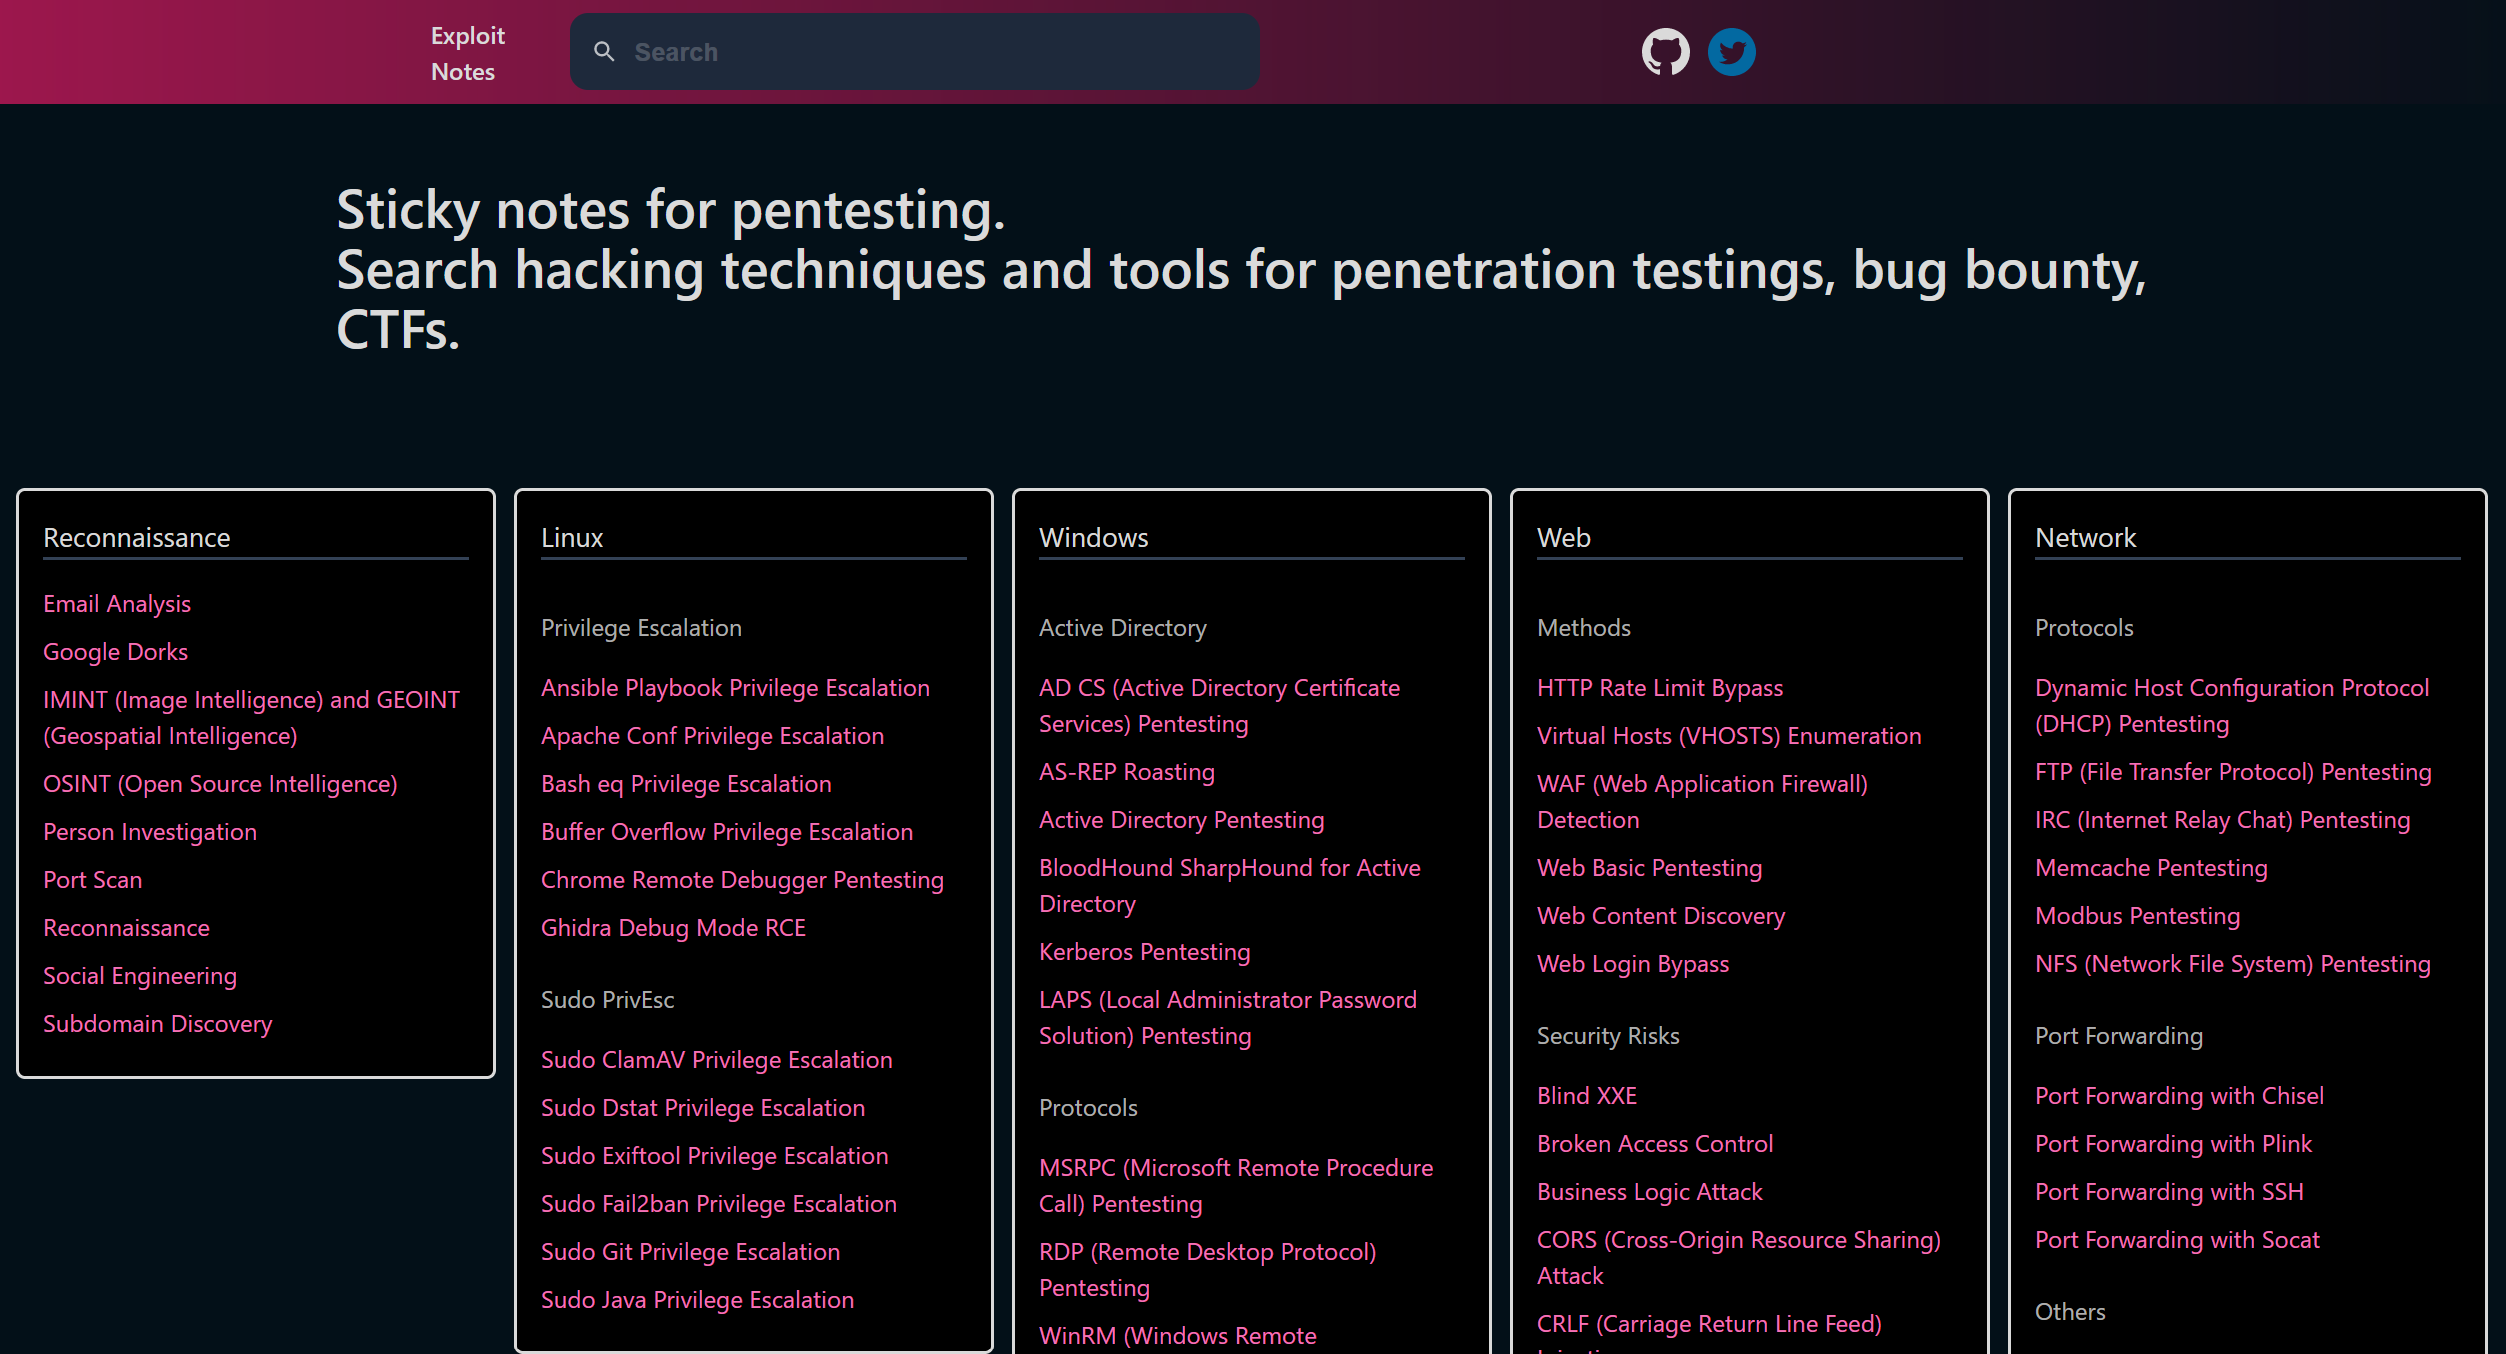 Exploit
Notes
Search
Sticky notes for pentesting.
Search hacking techniques and tools for penetration testings, bug bounty,
CTFs.
Reconnaissance
Email Analysis
Google Dorks
IMINT (Image Intelligence) and GEOINT
(Geospatial Intelligence)
OSINT (Open Source Intelligence)
Person Investigation
Port Scan
Reconnaissance
Social Engineering
Subdomain Discovery
Linux
Privilege Escalation
Ansible Playbook Privilege Escalation
Apache Conf Privilege Escalation
Bash eq Privilege Escalation
Buffer Overflow Privilege Escalation
Chrome Remote Debugger Pentesting
Ghidra Debug Mode RCE
Sudo PrivEsc
Sudo ClamAV Privilege Escalation
Sudo Dstat Privilege Escalation
Sudo Exiftool Privilege Escalation
Sudo Fail2ban Privilege Escalation
Sudo Git Privilege Escalation
Sudo Java Privilege Escalation
Windows
Active Directory
AD CS (Active Directory Certificate
Services) Pentesting
AS-REP Roasting
Active Directory Pentesting
BloodHound SharpHound for Active
Directory
Kerberos Pentesting
LAPS (Local Administrator Password
Solution) Pentesting
Protocols
MSRPC (Microsoft Remote Procedure
Call) Pentesting
RDP (Remote Desktop Protocol)
Pentesting
WinRM (Windows Remote
Web
Methods
HTTP Rate Limit Bypass
Virtual Hosts (VHOSTS) Enumeration
WAF (Web Application Firewall)
Detection
Web Basic Pentesting
Web Content Discovery
Web Login Bypass
Security Risks
Blind XXE
Broken Access Control
Business Logic Attack
CORS (Cross-Origin Resource Sharing)
Attack
CRLF (Carriage Return Line Feed)
Network
Protocols
Dynamic Host Configuration Protocol
(DHCP) Pentesting
FTP (File Transfer Protocol) Pentesting
IRC (Internet Relay Chat) Pentesting
Memcache Pentesting
Modbus Pentesting
NFS (Network File System) Pentesting
Port Forwarding
Port Forwarding with Chisel
Port Forwarding with Plink
Port Forwarding with SSH
Port Forwarding with Socat
Others